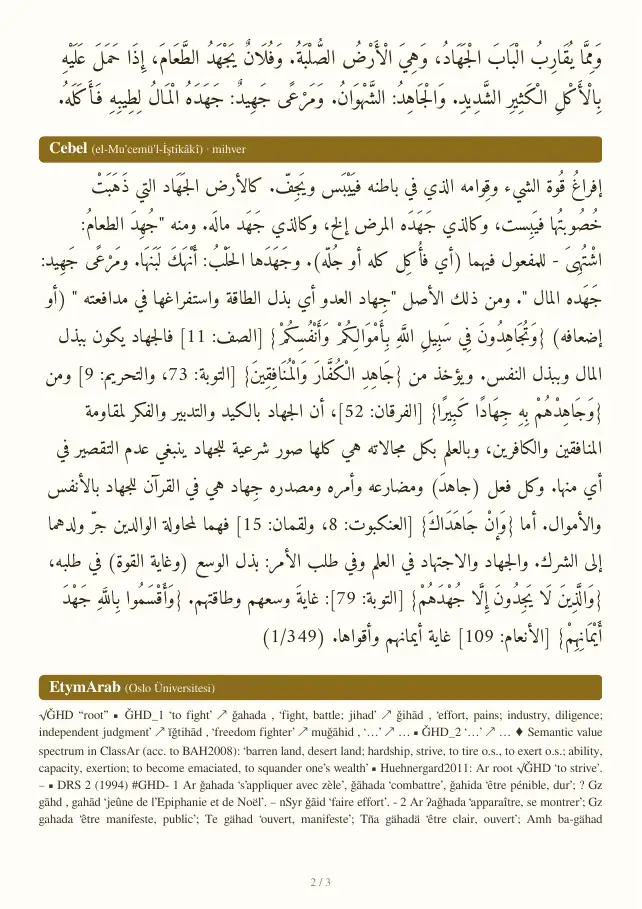 وَمِمَّا يُقَارِبُ الْبَابَ الْجَهَادُ، وَهِيَ الْأَرْضُ الصُّلْبَةُ. وَفُلَانٌ يَجْهَدُ الطَّعَامَ، إِذَا حَمَلَ عَلَيْهِ
بِالْأَكْلِ الْكَثِيرِ الشَّدِيدِ. وَالْجَاهِدُ: الشَّهْوَانُ. وَمَرْعًى جَهِيدٌ: جَهَدَهُ الْمَالُ لِطِيبِهِ فَأَكَلَهُ.
Cebel (el-Mu'cemü'l-İştikâkî) · mihver
إفراغُ قُوة الشيء وقِوامه الذي في باطنه فيَيْبَس ويَجِفّ. كالأرض الجَهَاد التي ذَهَبَتْ
خُصُوبتُها فيَبِست، وكالذي جَهَدَه المرض إلخ، وكالذي جَهَد مالَه. ومنه "جُهِدَ الطعامُ:
اشْتُهِىَ - للمفعول فيهما (أي فأُكِل كله أو جُلّه). وجَهَدَها الحَلْبُ: أَنْهَكَ لَبَنَهَا. ومَرْعًى جَهِيد:
جَهَده المال ". ومن ذلك الأصل "جِهاد العدو أي بذل الطاقة واستفراغها في مدافعته " (أو
إضعافه) {وَتُجَاهِدُونَ فِي سَبِيلِ اللَّهِ بِأَمْوَالِكُمْ وَأَنْفُسِكُمْ} [الصف: 11] فالجهاد يكون ببذل
المال وببذل النفس. ويؤخذ من {جَاهِدِ الْكُفَّارَ وَالْمُنَافِقِينَ} [التوبة: 73، والتحريم: 9] ومن
{وَجَاهِدْهُمْ بِهِ جِهَادًا كَبِيرًا} [الفرقان: 52]، أن الجهاد بالكيد والتدبير والفكر لمقاومة
المنافقين والكافرين، وبالعلم بكل مجالاته هي كلها صور شرعية للجهاد ينبغي عدم التقصير في
أي منها. وكل فعل (جاهدَ) ومضارعه وأمره ومصدره جِهاد هي في القرآن للجهاد بالأنفس
والأموال. أما {وَإِنْ جَاهَدَاكَ} [العنكبوت: 8، ولقمان: 15] فهما لمحاولة الوالدين جرّ ولدهما
إلى الشرك. والجهاد والاجتهاد في العلم وفي طلب الأمر: بذل الوسع (وغاية القوة) في طلبه،
{وَالَّذِينَ لَا يَجِدُونَ إِلَّا جُهْدَهُمْ} [التوبة: 79]: غايةَ وسعهم وطاقتهم. {وَأَقْسَمُوا بِاللَّهِ جَهْدَ
أَيْمَانِهِمْ} [الأنعام: 109] غاية أيمانهم وأقواها. (1/349)
EtymArab (Oslo Üniversitesi)
√ǦHD “root” ▪ ǦHD_1 ‘to fight’ ↗ ǧahada , ‘fight, battle; jihad’ ↗ ǧihād , ‘effort, pains; industry, diligence;
independent judgment’ ↗ ĭǧtihād , ‘freedom fighter’ ↗ muǧāhid , ‘…’ ↗ … ▪ ǦHD_2 ‘…’ ↗ … ♦ Semantic value
spectrum in ClassAr (acc. to BAH2008): ‘barren land, desert land; hardship, strive, to tire o.s., to exert o.s.; ability,
capacity, exertion; to become emaciated, to squander one’s wealth’ ▪ Huehnergard2011: Ar root √ǦHD ‘to strive’.
– ▪ DRS 2 (1994) #GHD- 1 Ar ǧahada ‘s’appliquer avec zèle’, ǧāhada ‘combattre’, ǧahida ‘être pénible, dur’; ? Gz
gāhd , gahād ‘jeûne de l’Epiphanie et de Noël’. – nSyr ǧāid ‘faire effort’. - 2 Ar ʔaǧhada ‘apparaître, se montrer’; Gz
gahada ‘être manifeste, public’; Te gähad ‘ouvert, manifeste’; Tña gähadä ‘être clair, ouvert’; Amh ba-gähad
2 / 3